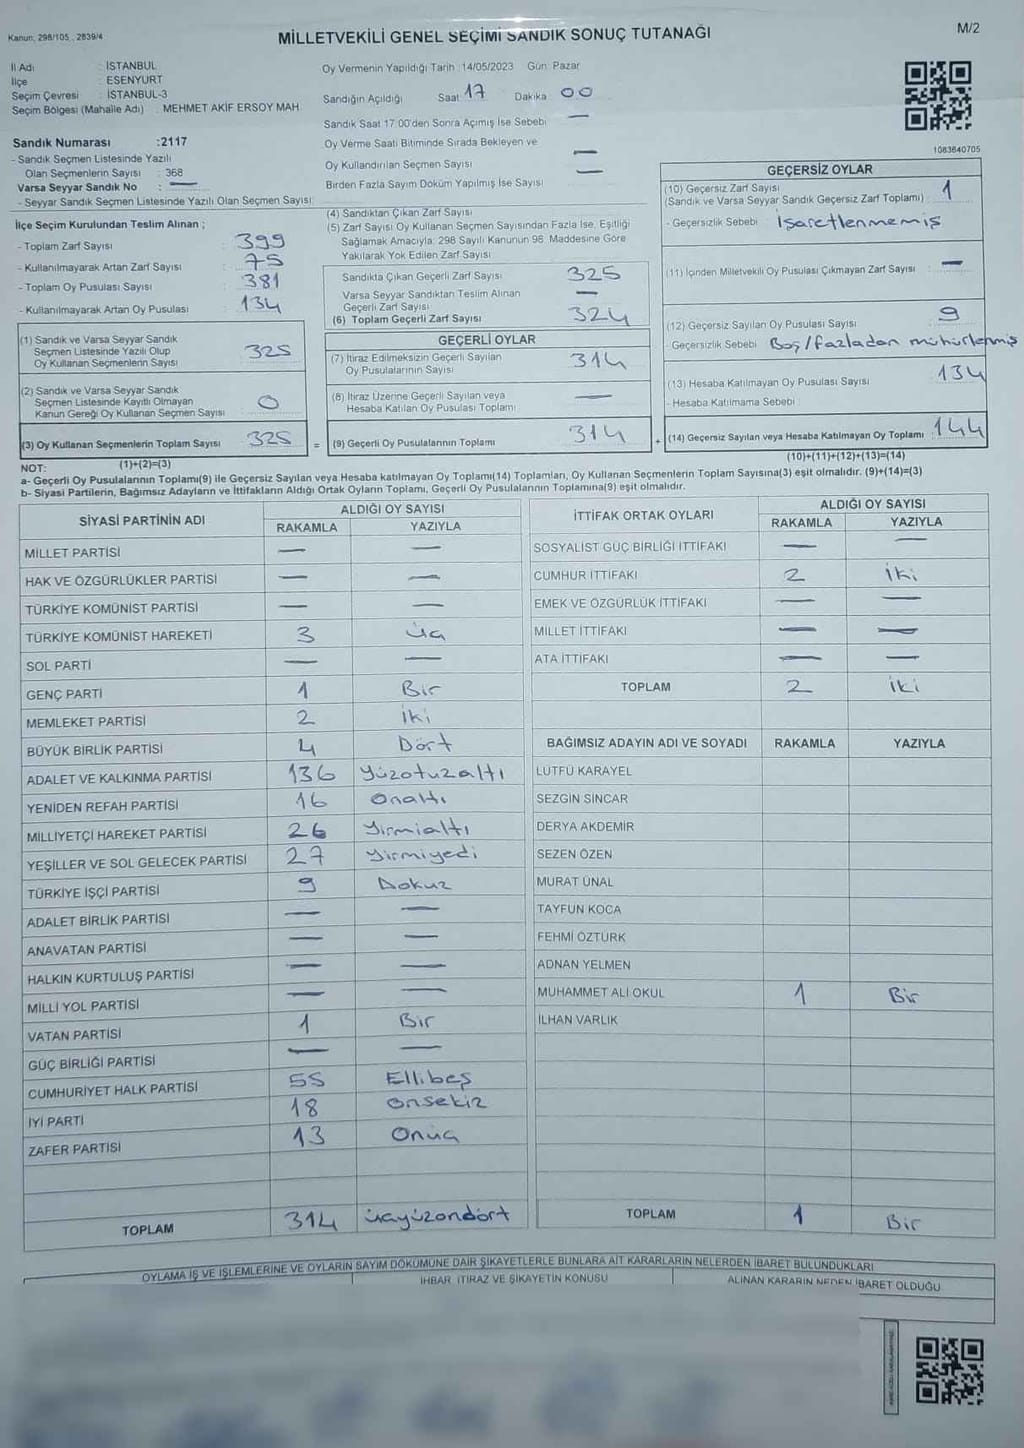 Kanun: 298/105 , 2839/4
MİLLETVEKİLİ GENEL SEÇİMİ SANDIK SONUÇ TUTANAĞI
M/2
İl Adı : İSTANBUL
İlçe : ESENYURT
Seçim Çevresi : İSTANBUL-3
Seçim Bölgesi (Mahalle Adı) : MEHMET AKİF ERSOY MAH.
Sandık Numarası :2117
- Sandık Seçmen Listesinde Yazılı
Olan Seçmenlerin Sayısı : 368
Varsa Seyyar Sandık No : —
- Seyyar Sandık Seçmen Listesinde Yazılı Olan Seçmen Sayısı:
Oy Vermenin Yapıldığı Tarih :14/05/2023 Gün: Pazar
Sandığın Açıldığı Saat 17 Dakika 00
Sandık Saat 17:00'den Sonra Açımış İse Sebebi —
Oy Verme Saati Bitiminde Sırada Bekleyen ve
Oy Kullandırılan Seçmen Sayısı —
Birden Fazla Sayım Döküm Yapılmış İse Sayısı —
1083840705
İlçe Seçim Kurulundan Teslim Alınan ;
- Toplam Zarf Sayısı : 399
- Kullanılmayarak Artan Zarf Sayısı : 75
- Toplam Oy Pusulası Sayısı : 381
- Kullanılmayarak Artan Oy Pusulası : 134
(1) Sandık ve Varsa Seyyar Sandık
Seçmen Listesinde Yazılı Olup
Oy Kullanan Seçmenlerin Sayısı 325
(2) Sandık ve Varsa Seyyar Sandık
Seçmen Listesinde Kayıtlı Olmayan
Kanun Gereği Oy Kullanan Seçmen Sayısı 0
(3) Oy Kullanan Seçmenlerin Toplam Sayısı 325
(1)+(2)=(3)
(4) Sandıktan Çıkan Zarf Sayısı
(5) Zarf Sayısı Oy Kullanan Seçmen Sayısından Fazla İse, Eşitliği
Sağlamak Amacıyla; 298 Sayılı Kanunun 98. Maddesine Göre
Yakılarak Yok Edilen Zarf Sayısı
Sandıkta Çıkan Geçerli Zarf Sayısı 325
Varsa Seyyar Sandıktan Teslim Alınan
Geçerli Zarf Sayısı —
(6) Toplam Geçerli Zarf Sayısı 324
GEÇERLİ OYLAR
(7) İtiraz Edilmeksizin Geçerli Sayılan
Oy Pusulalarının Sayısı 314
(8) İtiraz Üzerine Geçerli Sayılan veya
Hesaba Katılan Oy Pusulası Toplamı —
= (9) Geçerli Oy Pusulalarının Toplamı 314
GEÇERSİZ OYLAR
(10) Geçersiz Zarf Sayısı
(Sandık ve Varsa Seyyar Sandık Geçersiz Zarf Toplamı) : 1
- Geçersizlik Sebebi : İşaretlenmemiş
(11) İçinden Milletvekili Oy Pusulası Çıkmayan Zarf Sayısı : —
(12) Geçersiz Sayılan Oy Pusulası Sayısı : 9
- Geçersizlik Sebebi : Boş/fazladan mühürlenmiş
(13) Hesaba Katılmayan Oy Pusulası Sayısı : 134
- Hesaba Katılmama Sebebi :
+ (14) Geçersiz Sayılan veya Hesaba Katılmayan Oy Toplamı : 144
(10)+(11)+(12)+(13)=(14)
NOT:
a- Geçerli Oy Pusulalarının Toplamı(9) ile Geçersiz Sayılan veya Hesaba katılmayan Oy Toplamı(14) Toplamları, Oy Kullanan Seçmenlerin Toplam Sayısına(3) eşit olmalıdır. (9)+(14)=(3)
b- Siyasi Partilerin, Bağımsız Adayların ve İttifakların Aldığı Ortak Oyların Toplamı, Geçerli Oy Pusulalarının Toplamına(9) eşit olmalıdır.
SİYASİ PARTİNİN ADI ALDIĞI OY SAYISI
RAKAMLA YAZIYLA
MİLLET PARTİSİ — —
HAK VE ÖZGÜRLÜKLER PARTİSİ — —
TÜRKİYE KOMÜNİST PARTİSİ — —
TÜRKİYE KOMÜNİST HAREKETİ 3 Üç
SOL PARTİ — —
GENÇ PARTİ 1 Bir
MEMLEKET PARTİSİ 2 İki
BÜYÜK BİRLİK PARTİSİ 4 Dört
ADALET VE KALKINMA PARTİSİ 136 Yüzotuzaltı
YENİDEN REFAH PARTİSİ 16 Onaltı
MİLLİYETÇİ HAREKET PARTİSİ 26 Yirmialtı
YEŞİLLER VE SOL GELECEK PARTİSİ 27 Yirmiyedi
TÜRKİYE İŞÇİ PARTİSİ 9 Dokuz
ADALET BİRLİK PARTİSİ — —
ANAVATAN PARTİSİ — —
HALKIN KURTULUŞ PARTİSİ — —
MİLLİ YOL PARTİSİ — —
VATAN PARTİSİ 1 Bir
GÜÇ BİRLİĞİ PARTİSİ — —
CUMHURİYET HALK PARTİSİ 55 Ellibeş
İYİ PARTİ 18 Onsekiz
ZAFER PARTİSİ 13 Onüç
TOPLAM 314 üçyüzondört
İTTİFAK ORTAK OYLARI ALDIĞI OY SAYISI
RAKAMLA YAZIYLA
SOSYALİST GÜÇ BİRLİĞİ İTTİFAKI — —
CUMHUR İTTİFAKI 2 İki
EMEK VE ÖZGÜRLÜK İTTİFAKI — —
MİLLET İTTİFAKI — —
ATA İTTİFAKI — —
TOPLAM 2 İki
BAĞIMSIZ ADAYIN ADI VE SOYADI RAKAMLA YAZIYLA
LÜTFÜ KARAYEL
SEZGİN SİNCAR
DERYA AKDEMİR
SEZEN ÖZEN
MURAT ÜNAL
TAYFUN KOCA
FEHMİ ÖZTÜRK
ADNAN YELMEN
MUHAMMET ALİ OKUL 1 Bir
İLHAN VARLIK
TOPLAM 1 Bir
OYLAMA İŞ VE İŞLEMLERİNE VE OYLARIN SAYIM DÖKÜMÜNE DAİR ŞİKAYETLERLE BUNLARA AİT KARARLARIN NELERDEN İBARET BULUNDUKLARI
İHBAR, İTİRAZ VE ŞİKAYETİN KONUSU
ALINAN KARARIN NEDEN İBARET OLDUĞU